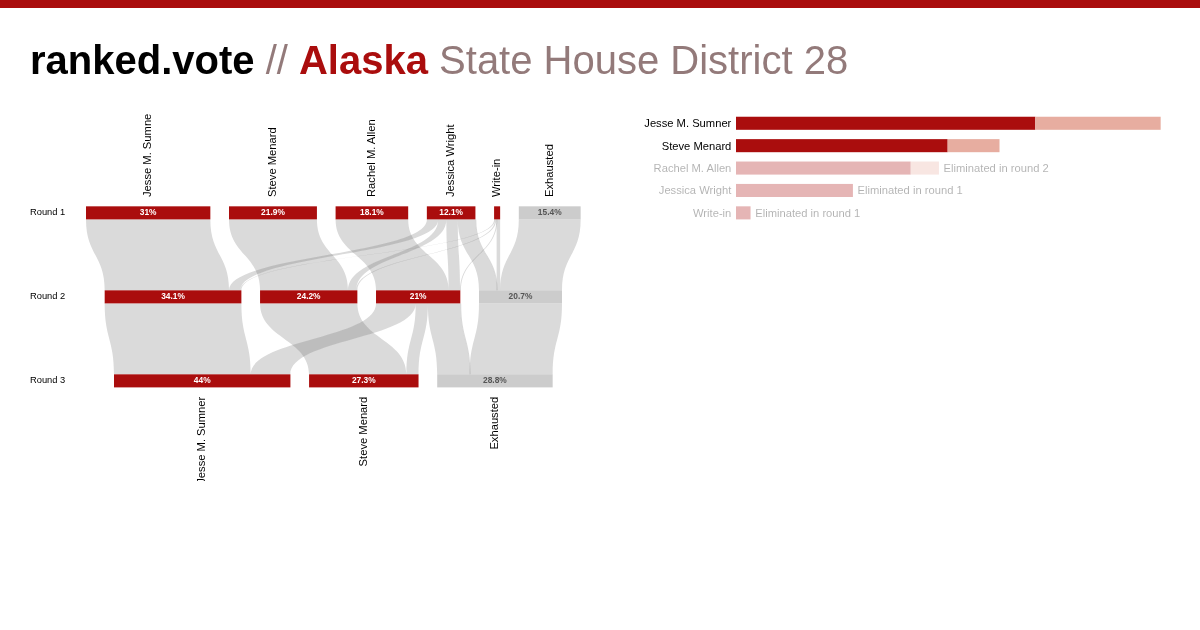 ranked.vote // Alaska State House District 28
Jesse M. Sumne
Steve Menard
Rachel M. Allen
Jessica Wright
Write-in
Exhausted
Round 1
31%
21.9%
18.1%
12.1%
15.4%
Round 2
34.1%
24.2%
21%
20.7%
Round 3
44%
27.3%
28.8%
Jesse M. Sumner
Steve Menard
Exhausted
Jesse M. Sumner
Steve Menard
Rachel M. Allen Eliminated in round 2
Jessica Wright Eliminated in round 1
Write-in Eliminated in round 1